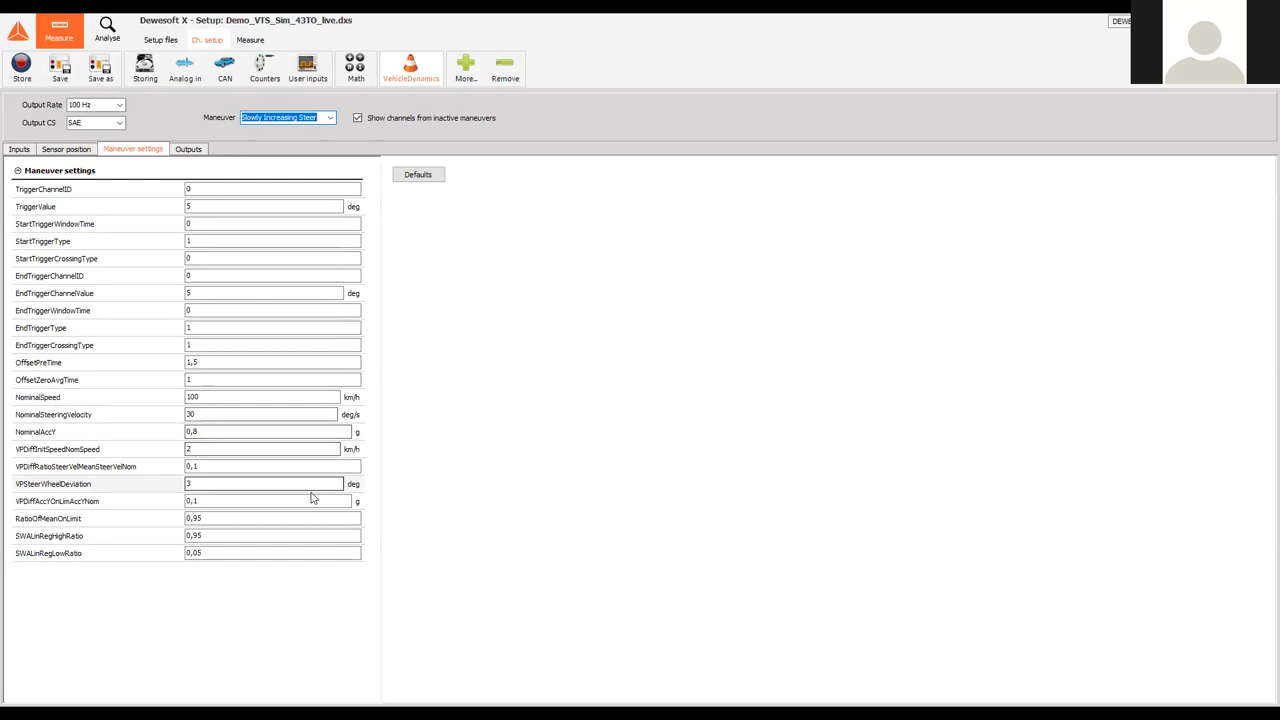 Dewesoft X - Setup: Demo_VTS_Sim_43TO_live.dxs
DEWE
Measure
Analyse
Setup files
Ch. setup
Measure
Store
Save
Save as
Storing
Analog in
CAN
Counters
User inputs
Math
VehicleDynamics
More...
Remove
Output Rate 100 Hz
Output CS SAE
Maneuver Slowly Increasing Steer
Show channels from inactive maneuvers
Inputs
Sensor position
Maneuver settings
Outputs
Maneuver settings
Defaults
TriggerChannelID 0
TriggerValue 5 deg
StartTriggerWindowTime 0
StartTriggerType 1
StartTriggerCrossingType 0
EndTriggerChannelID 0
EndTriggerChannelValue 5 deg
EndTriggerWindowTime 0
EndTriggerType 1
EndTriggerCrossingType 1
OffsetPreTime 1,5
OffsetZeroAvgTime 1
NominalSpeed 100 km/h
NominalSteeringVelocity 30 deg/s
NominalAccY 0,8 g
VPDiffInitSpeedNomSpeed 2 km/h
VPDiffRatioSteerVelMeanSteerVelNom 0,1
VPSteerWheelDeviation 3 deg
VPDiffAccYOnLimAccYNom 0,1 g
RatioOfMeanOnLimit 0,95
SWALinRegHighRatio 0,95
SWALinRegLowRatio 0,05